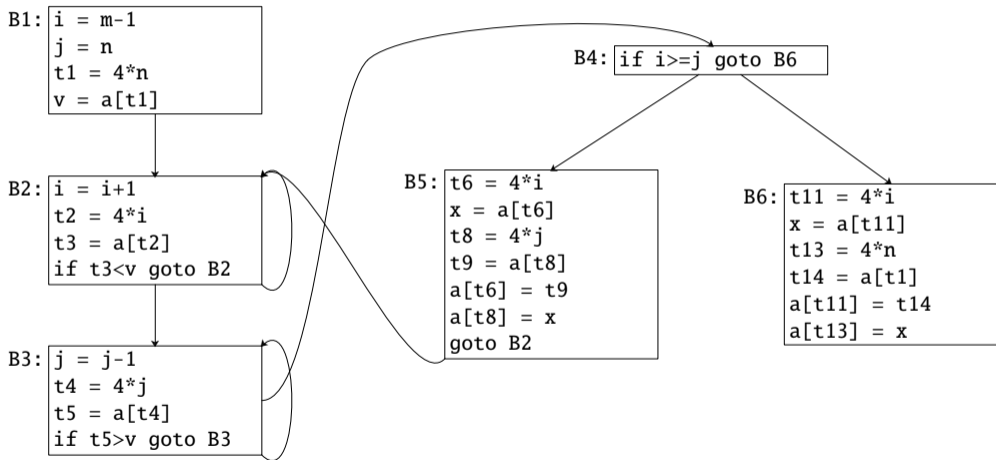 B1:
i = m-1
j = n
t1 = 4*n
v = a[t1]
B2:
i = i+1
t2 = 4*i
t3 = a[t2]
if t3<v goto B2
B3:
j = j-1
t4 = 4*j
t5 = a[t4]
if t5>v goto B3
B4:
if i>=j goto B6
B5:
t6 = 4*i
x = a[t6]
t8 = 4*j
t9 = a[t8]
a[t6] = t9
a[t8] = x
goto B2
B6:
t11 = 4*i
x = a[t11]
t13 = 4*n
t14 = a[t1]
a[t11] = t14
a[t13] = x